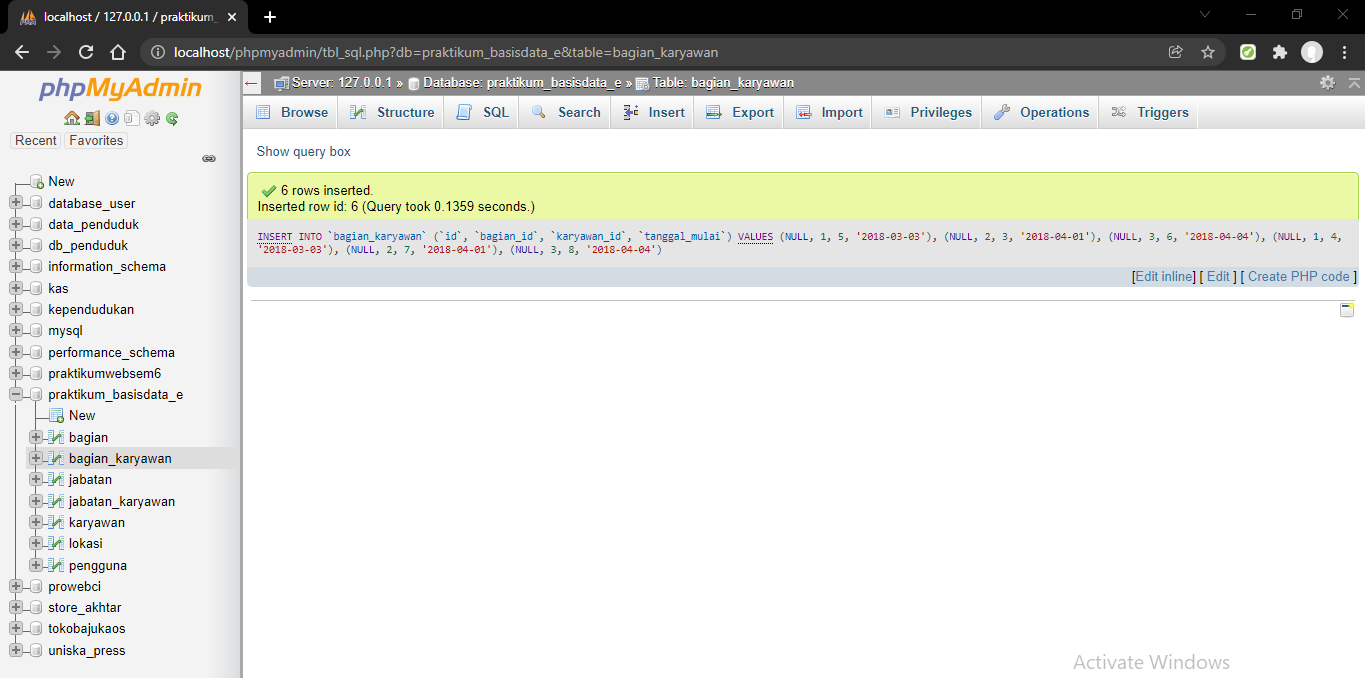 localhost / 127.0.0.1 / praktikum_
localhost/phpmyadmin/tbl_sql.php?db=praktikum_basisdata_e&table=bagian_karyawan
phpMyAdmin
Recent Favorites
New
database_user
data_penduduk
db_penduduk
information_schema
kas
kependudukan
mysql
performance_schema
praktikumwebsem6
praktikum_basisdata_e
New
bagian
bagian_karyawan
jabatan
jabatan_karyawan
karyawan
lokasi
pengguna
prowebci
store_akhtar
tokobajukaos
uniska_press
Server: 127.0.0.1 » Database: praktikum_basisdata_e » Table: bagian_karyawan
Browse Structure SQL Search Insert Export Import Privileges Operations Triggers
Show query box
6 rows inserted.
Inserted row id: 6 (Query took 0.1359 seconds.)
INSERT INTO `bagian_karyawan` (`id`, `bagian_id`, `karyawan_id`, `tanggal_mulai`) VALUES (NULL, 1, 5, '2018-03-03'), (NULL, 2, 3, '2018-04-01'), (NULL, 3, 6, '2018-04-04'), (NULL, 1, 4,
'2018-03-03'), (NULL, 2, 7, '2018-04-01'), (NULL, 3, 8, '2018-04-04')
[Edit inline] [ Edit ] [ Create PHP code ]
Activate Windows